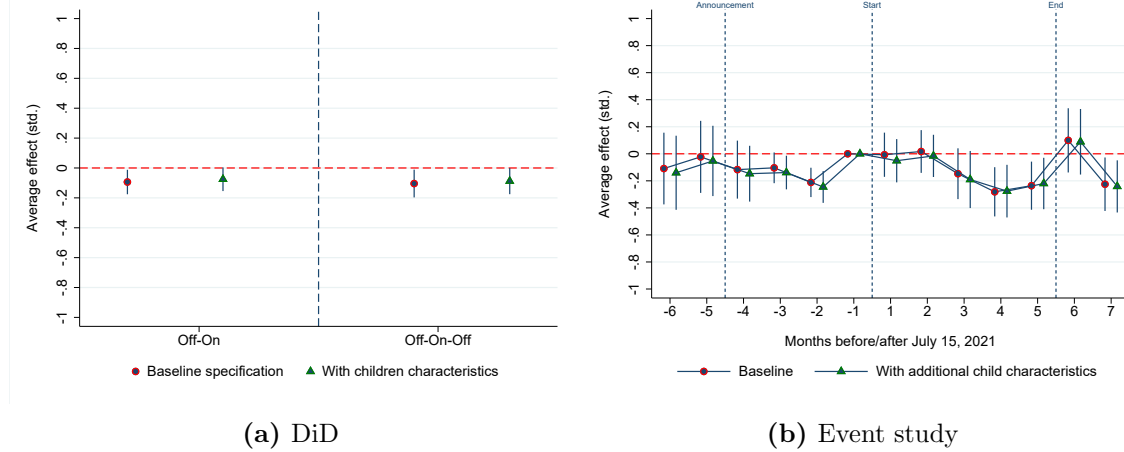 Average effect (std.)
1
.8
.6
.4
.2
0
-.2
-.4
-.6
-.8
-1
Off-On
Off-On-Off
Baseline specification
With children characteristics
(a) DiD
Announcement
Start
End
Average effect (std.)
1
.8
.6
.4
.2
0
-.2
-.4
-.6
-.8
-1
-6 -5 -4 -3 -2 -1 1 2 3 4 5 6 7
Months before/after July 15, 2021
Baseline
With additional child characteristics
(b) Event study